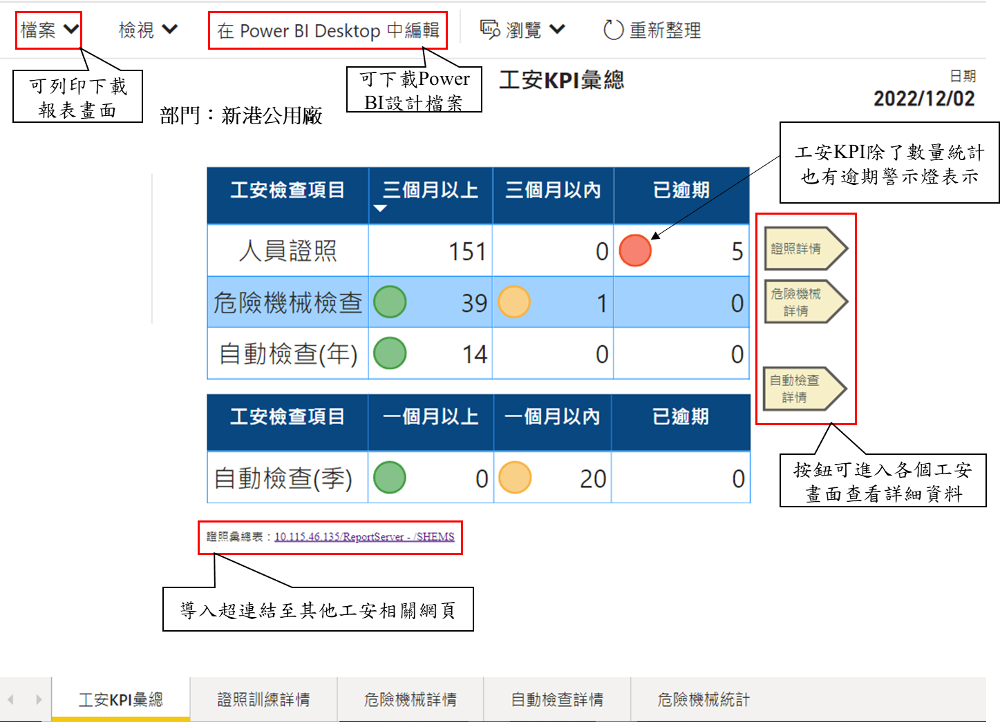 檔案 檢視 在 Power BI Desktop 中編輯 瀏覽 重新整理
可列印下載
報表畫面
可下載Power
BI設計檔案
工安KPI彙總
日期
2022/12/02
部門：新港公用廠
工安KPI除了數量統計
也有逾期警示燈表示
工安檢查項目 三個月以上 三個月以內 已逾期
人員證照 151 0 5
危險機械檢查 39 1 0
自動檢查(年) 14 0 0
證照詳情
危險機械
詳情
自動檢查
詳情
工安檢查項目 一個月以上 一個月以內 已逾期
自動檢查(季) 0 20 0
按鈕可進入各個工安
畫面查看詳細資料
證照彙總表：10.115.46.135/ReportServer - /SHEMS
導入超連結至其他工安相關網頁
工安KPI彙總 證照訓練詳情 危險機械詳情 自動檢查詳情 危險機械統計